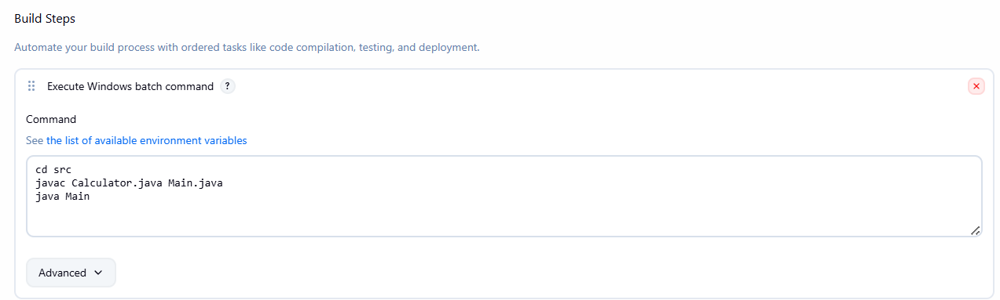 Build Steps
Automate your build process with ordered tasks like code compilation, testing, and deployment.
Execute Windows batch command ?
Command
See the list of available environment variables
cd src
javac Calculator.java Main.java
java Main
Advanced